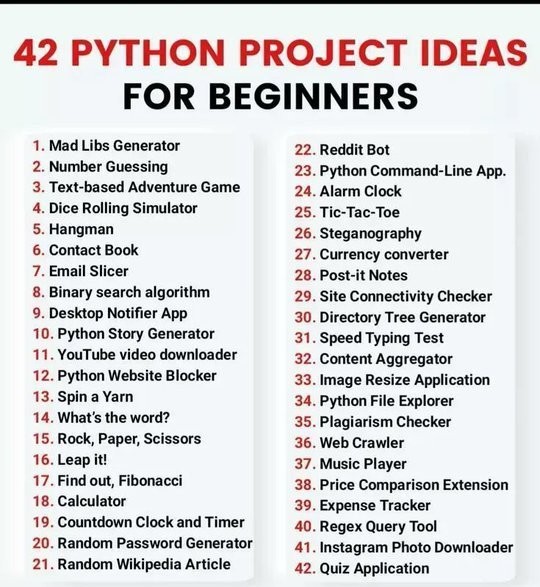 42 PYTHON PROJECT IDEAS
FOR BEGINNERS
1. Mad Libs Generator
2. Number Guessing
3. Text-based Adventure Game
4. Dice Rolling Simulator
5. Hangman
6. Contact Book
7. Email Slicer
8. Binary search algorithm
9. Desktop Notifier App
10. Python Story Generator
11. YouTube video downloader
12. Python Website Blocker
13. Spin a Yarn
14. What's the word?
15. Rock, Paper, Scissors
16. Leap it!
17. Find out, Fibonacci
18. Calculator
19. Countdown Clock and Timer
20. Random Password Generator
21. Random Wikipedia Article
22. Reddit Bot
23. Python Command-Line App.
24. Alarm Clock
25. Tic-Tac-Toe
26. Steganography
27. Currency converter
28. Post-it Notes
29. Site Connectivity Checker
30. Directory Tree Generator
31. Speed Typing Test
32. Content Aggregator
33. Image Resize Application
34. Python File Explorer
35. Plagiarism Checker
36. Web Crawler
37. Music Player
38. Price Comparison Extension
39. Expense Tracker
40. Regex Query Tool
41. Instagram Photo Downloader
42. Quiz Application